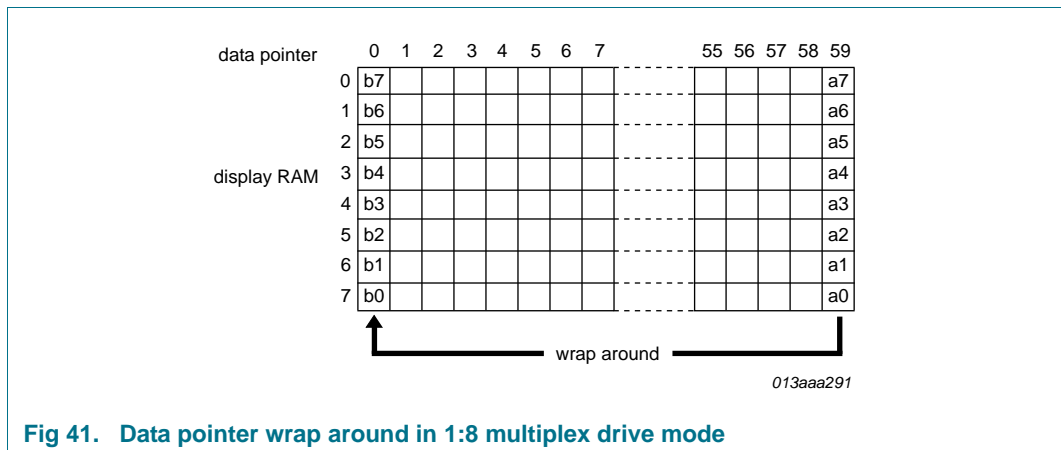 data pointer 0 1 2 3 4 5 6 7 55 56 57 58 59
0 b7 a7
1 b6 a6
2 b5 a5
display RAM 3 b4 a4
4 b3 a3
5 b2 a2
6 b1 a1
7 b0 a0
wrap around
013aaa291
Fig 41. Data pointer wrap around in 1:8 multiplex drive mode